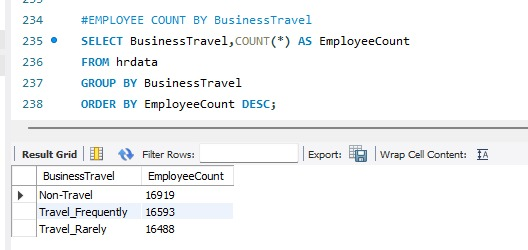 234 #EMPLOYEE COUNT BY BusinessTravel
235 SELECT BusinessTravel,COUNT(*) AS EmployeeCount
236 FROM hrdata
237 GROUP BY BusinessTravel
238 ORDER BY EmployeeCount DESC;
Result Grid Filter Rows: Export: Wrap Cell Content:
BusinessTravel EmployeeCount
Non-Travel 16919
Travel_Frequently 16593
Travel_Rarely 16488